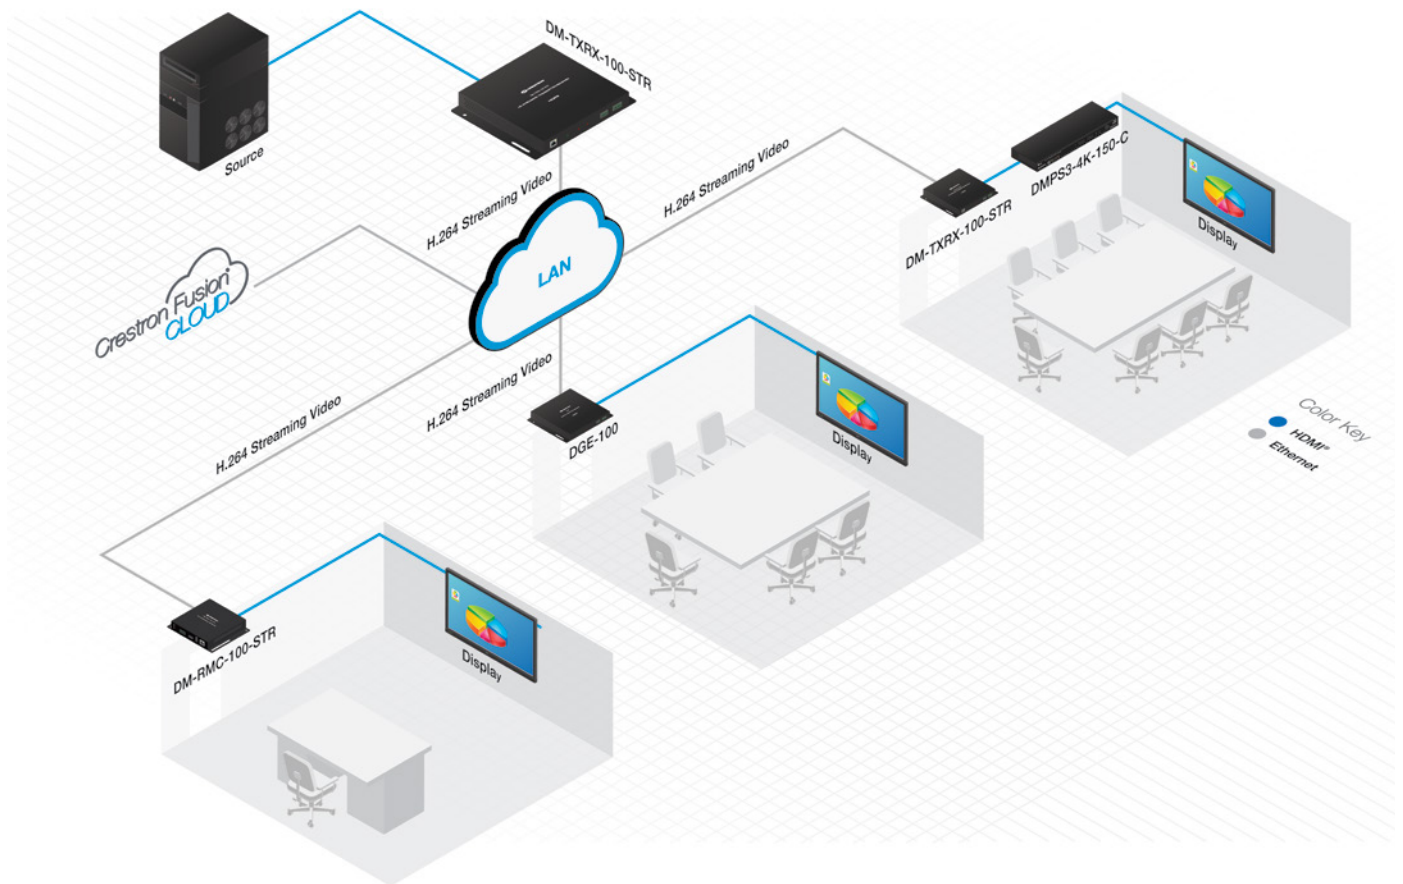 DM-TXRX-100-STR
Source
H.264 Streaming Video
H.264 Streaming Video
DMPS3-4K-150-C
DM-TXRX-100-STR
Display
LAN
Crestron Fusion®
CLOUD
H.264 Streaming Video
H.264 Streaming Video
DGE-100
Display
Color Key
HDMI®
Ethernet
DM-RMC-100-STR
Display